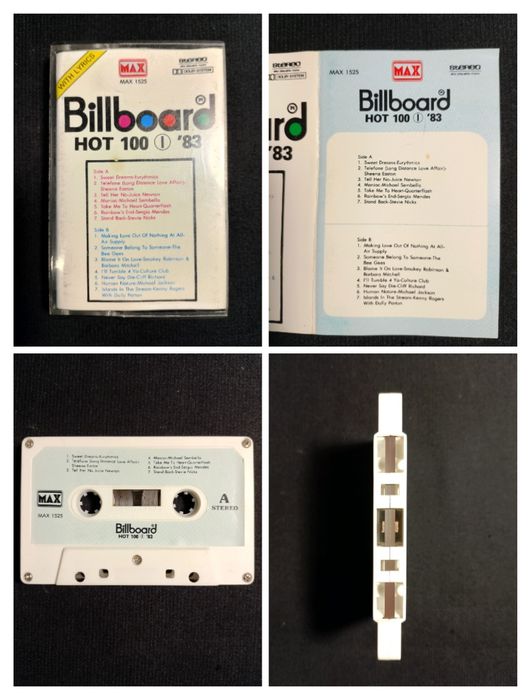 WITH LYRICS
MAX
MAX 1525
STEREO
DOLBY SYSTEM
Billboard
HOT 100 ① '83
Side A
1. Sweet Dreams-Eurythmics
2. Telefone (Long Distance Love Affair)-
Sheena Easton
3. Tell Her No-Juice Newton
4. Maniac-Michael Sembello
5. Take Me To Heart-Quarterflash
6. Rainbow's End-Sergio Mendes
7. Stand Back-Stevie Nicks
Side B
1. Making Love Out Of Nothing At All-
Air Supply
2. Someone Belong To Someone-The
Bee Gees
3. Blame It On Love-Smokey Robinson &
Barbara Mitchell
4. I'll Tumble 4 Ya-Culture Club
5. Never Say Die-Cliff Richard
6. Human Nature-Michael Jackson
7. Islands In The Stream-Kenny Rogers
With Dolly Parton
rd
'83
STEREO
DOLBY SYSTEM
MAX 1525
MAX
STEREO
Billboard
HOT 100 ① '83
Side A
1. Sweet Dreams-Eurythmics
2. Telefone (Long Distance Love Affair)-
Sheena Easton
3. Tell Her No-Juice Newton
4. Maniac-Michael Sembello
5. Take Me To Heart-Quarterflash
6. Rainbow's End-Sergio Mendes
7. Stand Back-Stevie Nicks
Side B
1. Making Love Out Of Nothing At All-
Air Supply
2. Someone Belong To Someone-The
Bee Gees
3. Blame It On Love-Smokey Robinson &
Barbara Mitchell
4. I'll Tumble 4 Ya-Culture Club
5. Never Say Die-Cliff Richard
6. Human Nature-Michael Jackson
7. Islands In The Stream-Kenny Rogers
With Dolly Parton
1. Sweet Dreams-Eurythmics
2. Telefone (Long Distance Love Affair)-
Sheena Easton
3. Tell Her No-Juice Newton
4. Maniac-Michael Sembello
5. Take Me To Heart-Quarterflash
6. Rainbow's End-Sergio Mendes
7. Stand Back-Stevie Nicks
MAX
MAX 1525
A
STEREO
Billboard
HOT 100 ① '83